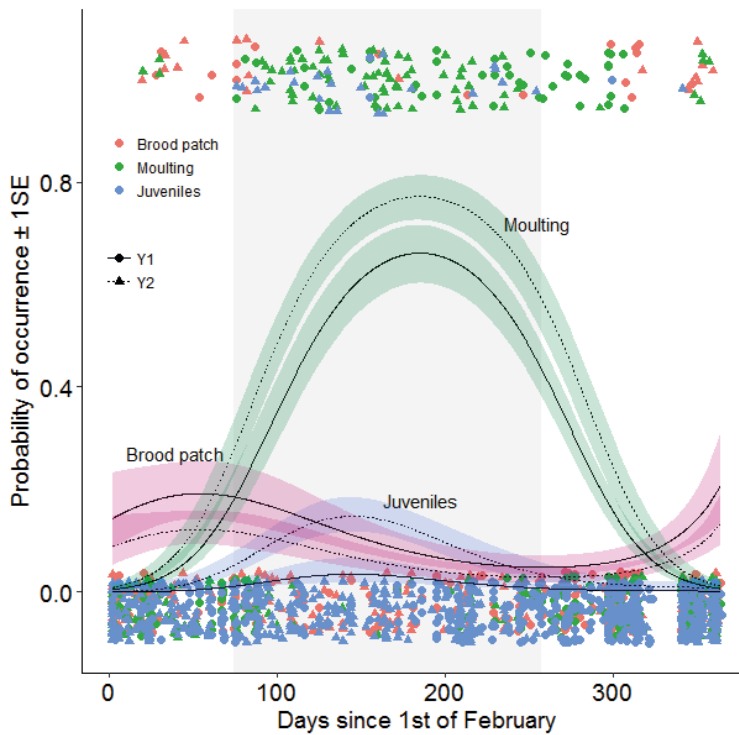 Brood patch
Moulting
Juveniles
0.8
Moulting
Y1
Y2
Probability of occurrence ± 1SE
0.4
Brood patch
Juveniles
0.0
0
100
200
300
Days since 1st of February